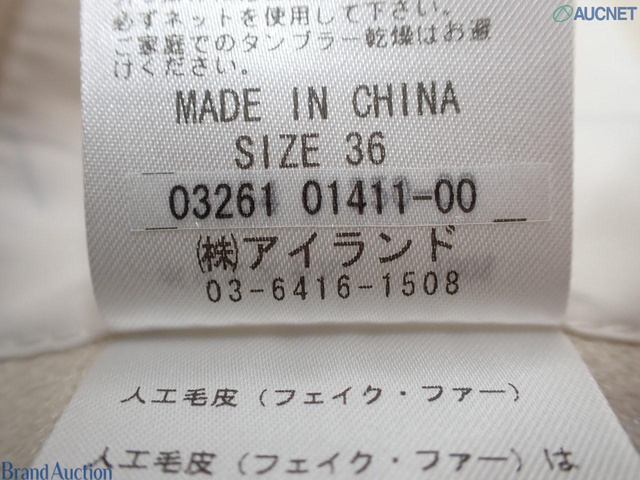 AUCNET
必ずネットを使用して下さい。
ご家庭でのタンブラー乾燥はお避
けください。
MADE IN CHINA
SIZE 36
03261 01411-00
(株)アイランド
03-6416-1508
人工毛皮(フェイク・ファー)
人工毛皮(フェイク・ファー)は
Brand Auction